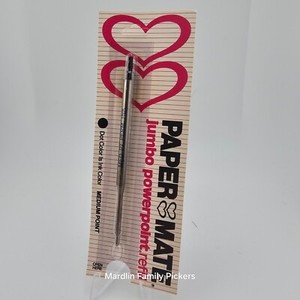 PAPER MATE®
jumbo powerpoint refill
Dot Color is Ink Color
MEDIUM POINT
Mardlin Family Pickers